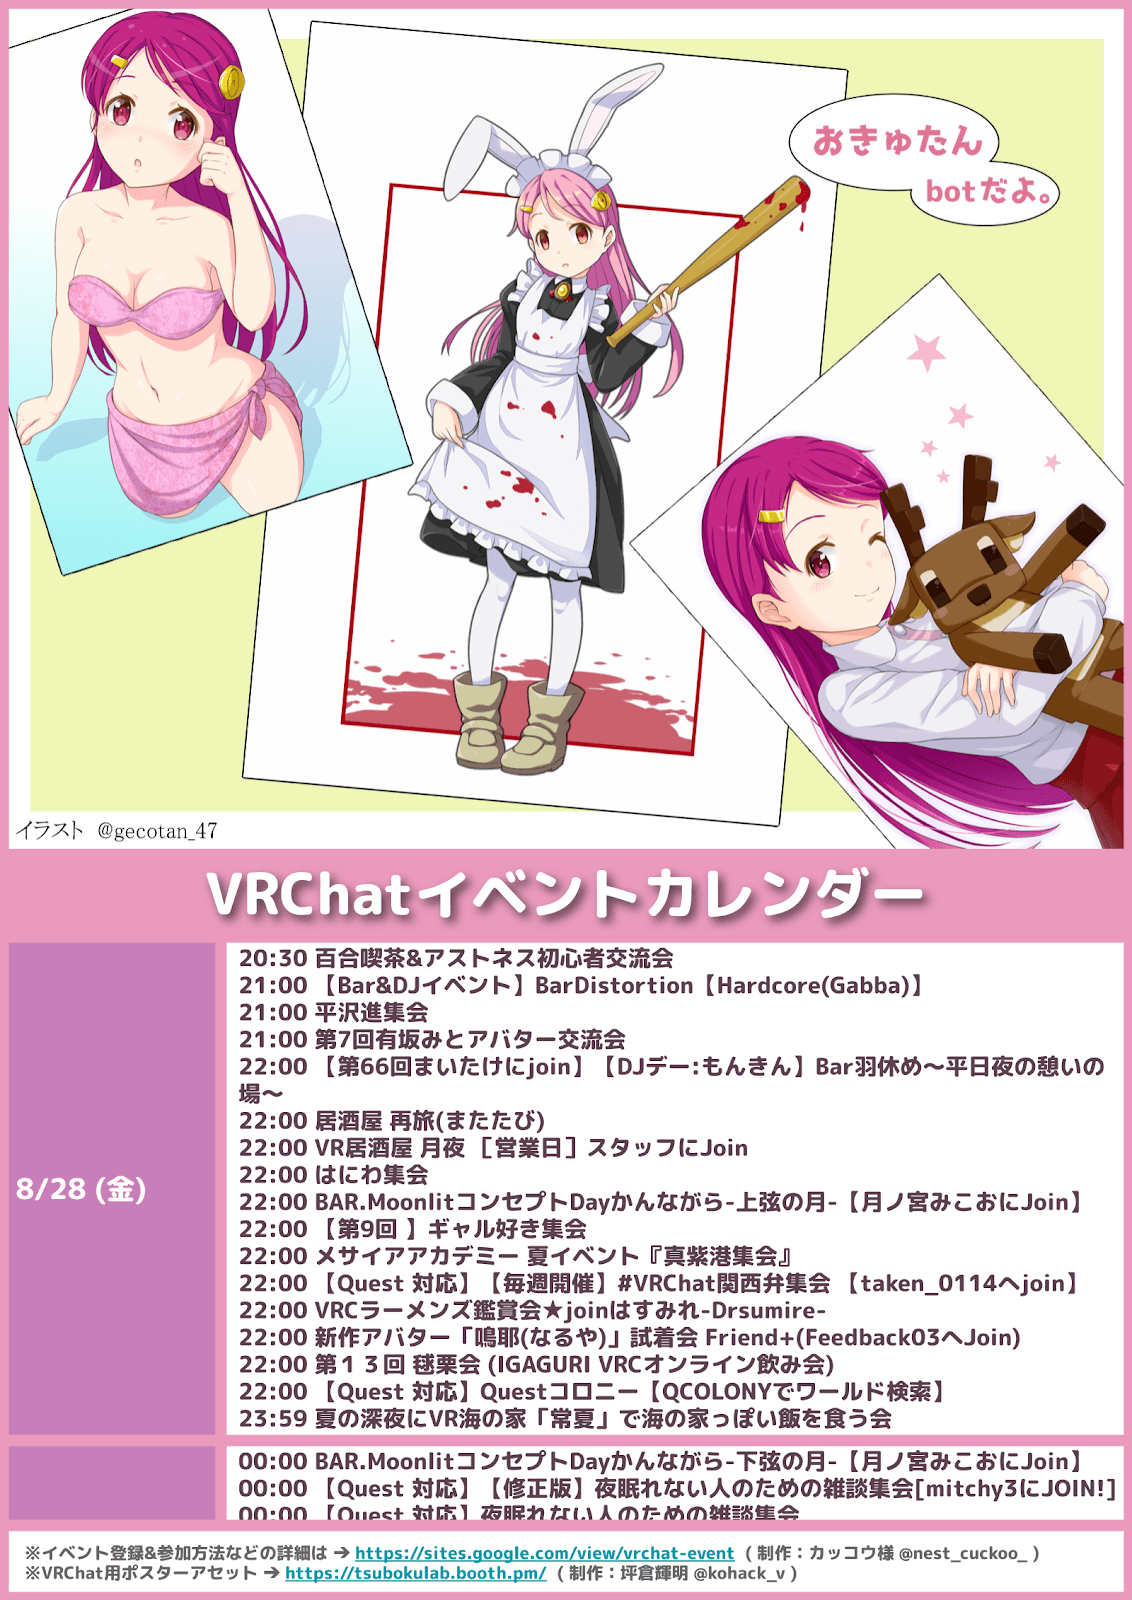 おきゅたん
botだよ。
イラスト @gecotan_47
VRChatイベントカレンダー
8/28 (金)
20:30 百合喫茶&アストネス初心者交流会
21:00 【Bar&DJイベント】BarDistortion【Hardcore(Gabba)】
21:00 平沢進集会
21:00 第7回有坂みとアバター交流会
22:00 【第66回まいたけにjoin】【DJデー:もんきん】Bar羽休め～平日夜の憩いの
場～
22:00 居酒屋 再旅(またたび)
22:00 VR居酒屋 月夜 ［営業日］スタッフにJoin
22:00 はにわ集会
22:00 BAR.MoonlitコンセプトDayかんながら-上弦の月-【月ノ宮みこおにJoin】
22:00 【第9回 】ギャル好き集会
22:00 メサイアアカデミー 夏イベント『真紫港集会』
22:00 【Quest 対応】【毎週開催】#VRChat関西弁集会 【taken_0114へjoin】
22:00 VRCラーメンズ鑑賞会★joinはすみれ-Drsumire-
22:00 新作アバター「鳴耶(なるや)」試着会 Friend+(Feedback03へJoin)
22:00 第１３回 毬栗会 (IGAGURI VRCオンライン飲み会)
22:00 【Quest 対応】Questコロニー【QCOLONYでワールド検索】
23:59 夏の深夜にVR海の家「常夏」で海の家っぽい飯を食う会
00:00 BAR.MoonlitコンセプトDayかんながら-下弦の月-【月ノ宮みこおにJoin】
00:00 【Quest 対応】【修正版】夜眠れない人のための雑談集会[mitchy3にJOIN!]
00:00 【Quest 対応】夜眠れない人のための雑談集会
※イベント登録&参加方法などの詳細は ➔ https://sites.google.com/view/vrchat-event （制作：カッコウ様 @nest_cuckoo_ ）
※VRChat用ポスターアセット ➔ https://tsubokulab.booth.pm/ （制作：坪倉輝明 @kohack_v ）